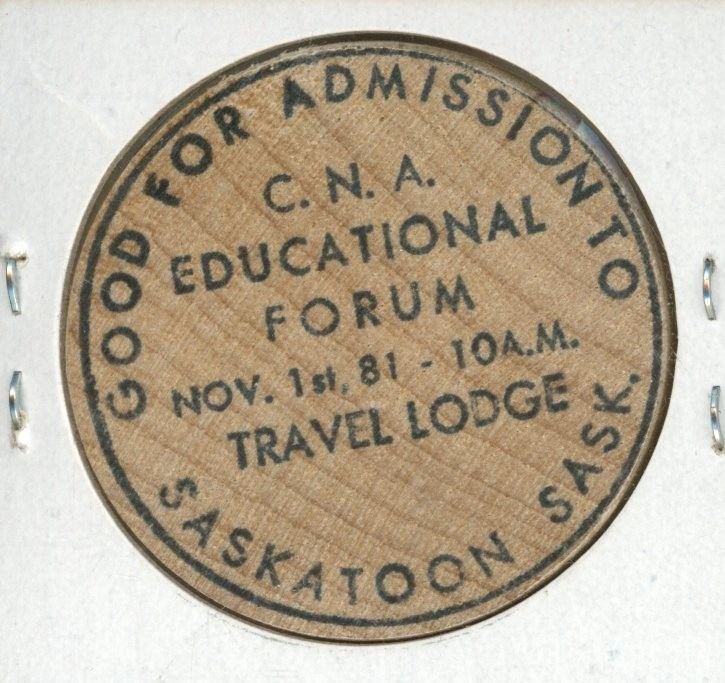 GOOD FOR ADMISSION TO
C. N. A.
EDUCATIONAL
FORUM
NOV. 1st, 81 - 10A.M.
TRAVEL LODGE
SASKATOON SASK.